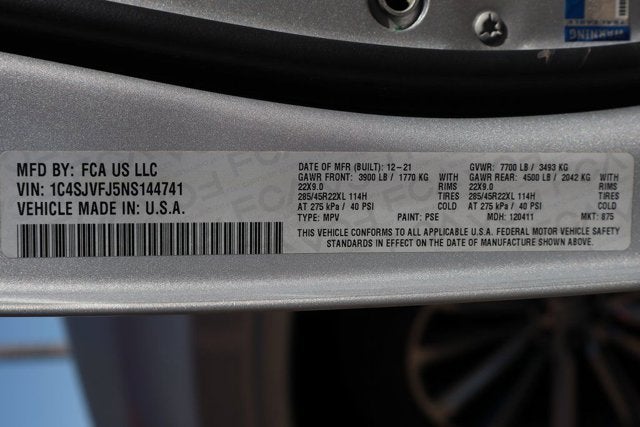 WARNING
MFD BY: FCA US LLC
VIN: 1C4SJVFJ5NS144741
VEHICLE MADE IN: U.S.A.
DATE OF MFR (BUILT): 12-21 GVWR: 7700 LB / 3493 KG
GAWR FRONT: 3900 LB / 1770 KG WITH GAWR REAR: 4500 LB / 2042 KG WITH
22X9.0 RIMS 22X9.0 RIMS
285/45R22XL 114H TIRES 285/45R22XL 114H TIRES
AT 275 kPa / 40 PSI COLD AT 275 kPa / 40 PSI COLD
TYPE: MPV PAINT: PSE MDH: 120411 MKT: 875
THIS VEHICLE CONFORMS TO ALL APPLICABLE U.S.A. FEDERAL MOTOR VEHICLE SAFETY
STANDARDS IN EFFECT ON THE DATE OF MANUFACTURE SHOWN ABOVE.